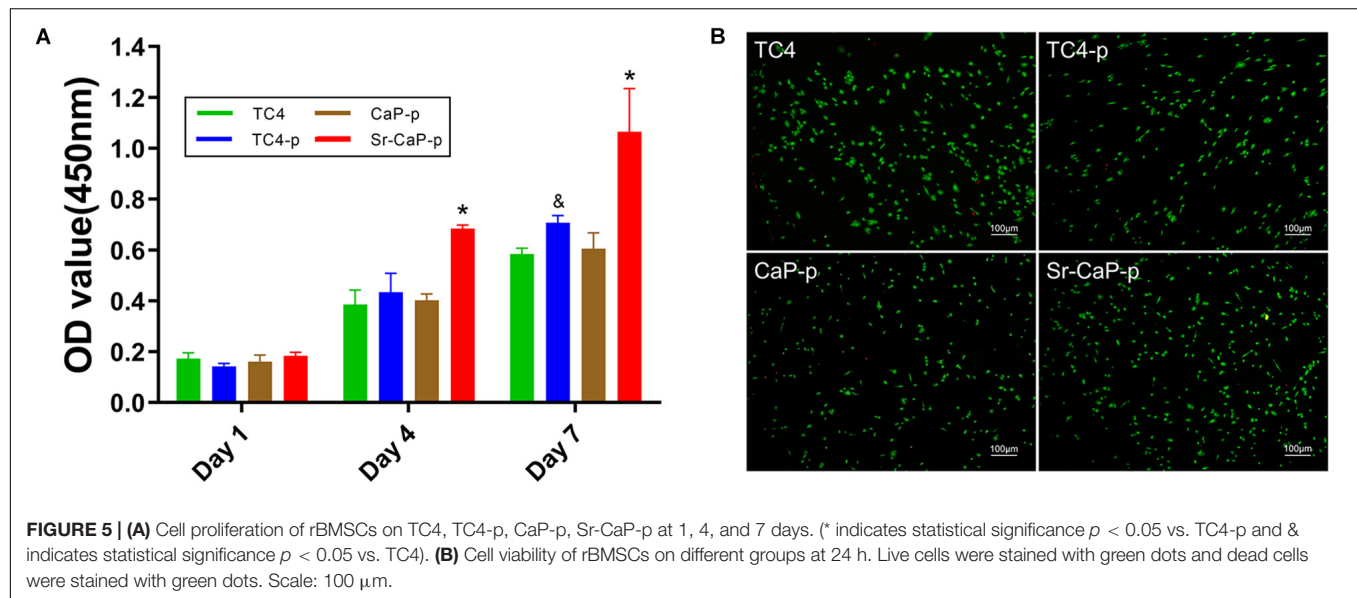 A
B
1.4
1.2
1.0
0.8
0.6
0.4
0.2
0.0
OD value(450nm)
TC4
CaP-p
TC4-p
Sr-CaP-p
*
&
*
Day 1
Day 4
Day 7
TC4
100μm
TC4-p
100μm
CaP-p
100μm
Sr-CaP-p
100μm
FIGURE 5 | (A) Cell proliferation of rBMSCs on TC4, TC4-p, CaP-p, Sr-CaP-p at 1, 4, and 7 days. (* indicates statistical significance p < 0.05 vs. TC4-p and &
indicates statistical significance p < 0.05 vs. TC4). (B) Cell viability of rBMSCs on different groups at 24 h. Live cells were stained with green dots and dead cells
were stained with green dots. Scale: 100 μm.